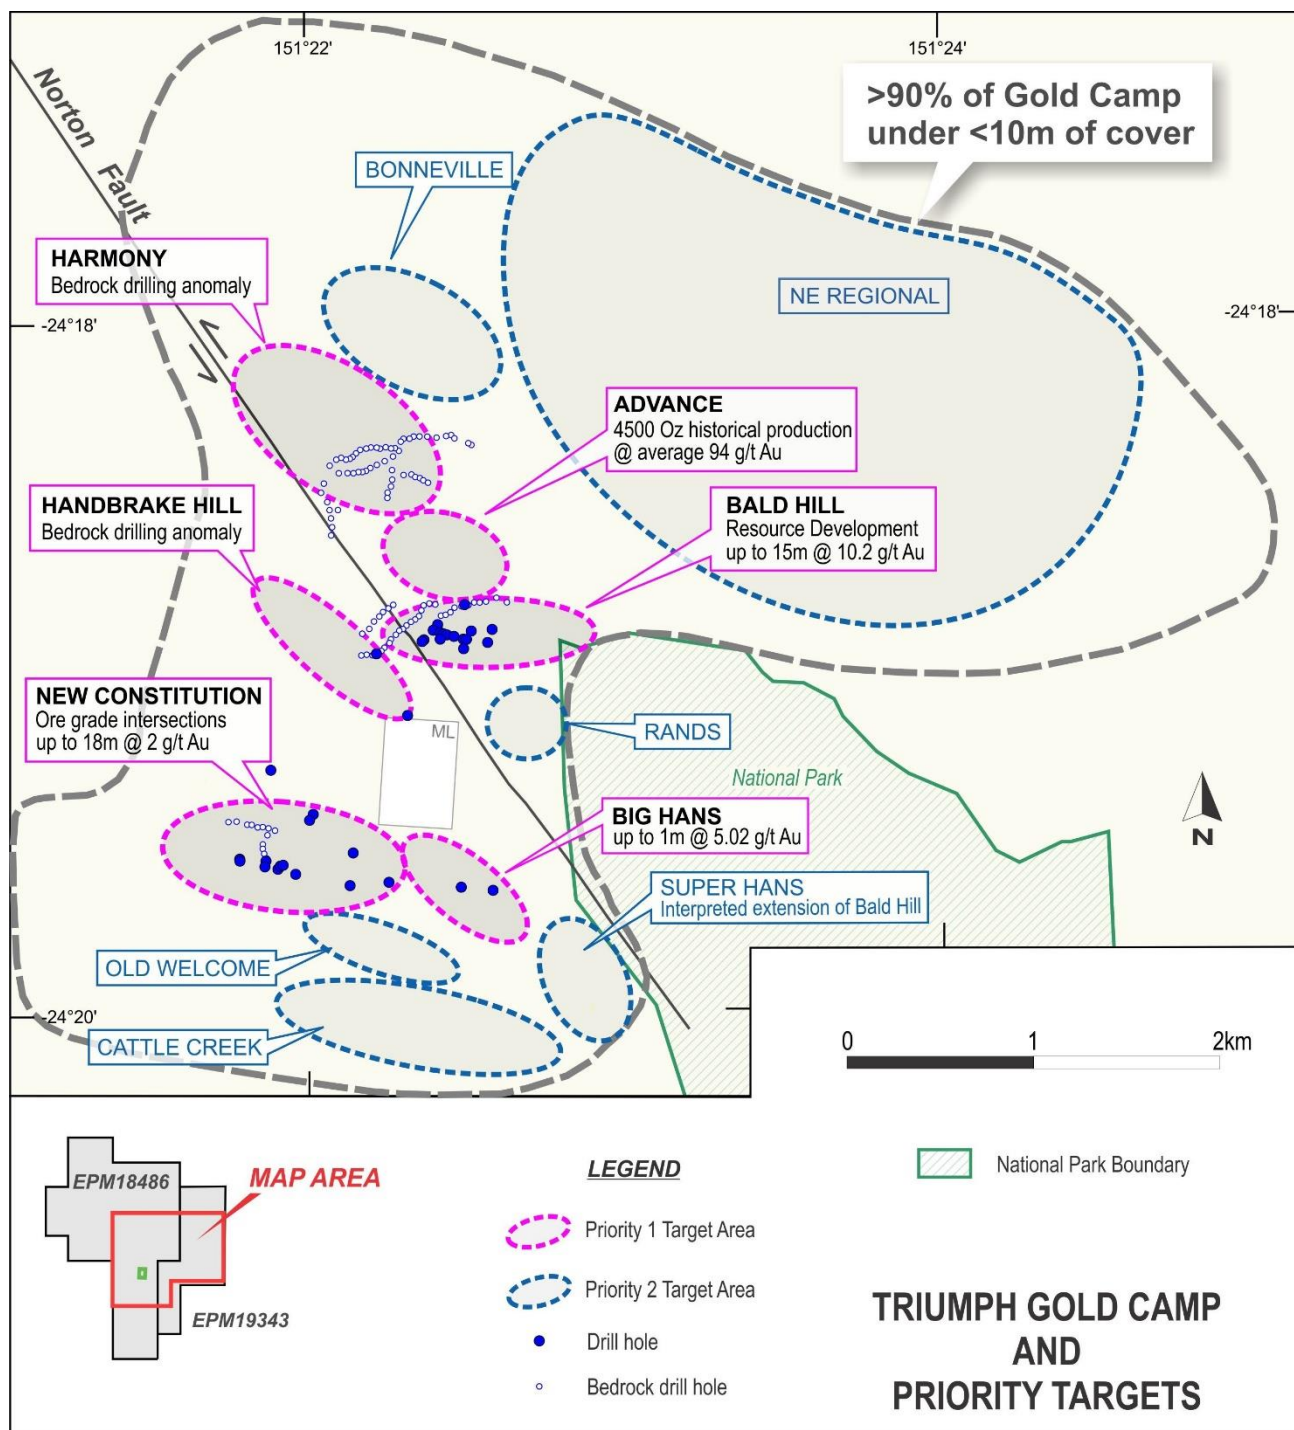 151°22'
151°24'
Norton Fault
>90% of Gold Camp
under <10m of cover
BONNEVILLE
HARMONY
Bedrock drilling anomaly
NE REGIONAL
-24°18'
-24°18'
ADVANCE
4500 Oz historical production
@ average 94 g/t Au
HANDBRAKE HILL
Bedrock drilling anomaly
BALD HILL
Resource Development
up to 15m @ 10.2 g/t Au
NEW CONSTITUTION
Ore grade intersections
up to 18m @ 2 g/t Au
ML
RANDS
National Park
N
BIG HANS
up to 1m @ 5.02 g/t Au
SUPER HANS
Interpreted extension of Bald Hill
OLD WELCOME
-24°20'
CATTLE CREEK
0 1 2km
EPM18486
MAP AREA
EPM19343
LEGEND
Priority 1 Target Area
Priority 2 Target Area
Drill hole
Bedrock drill hole
National Park Boundary
TRIUMPH GOLD CAMP
AND
PRIORITY TARGETS